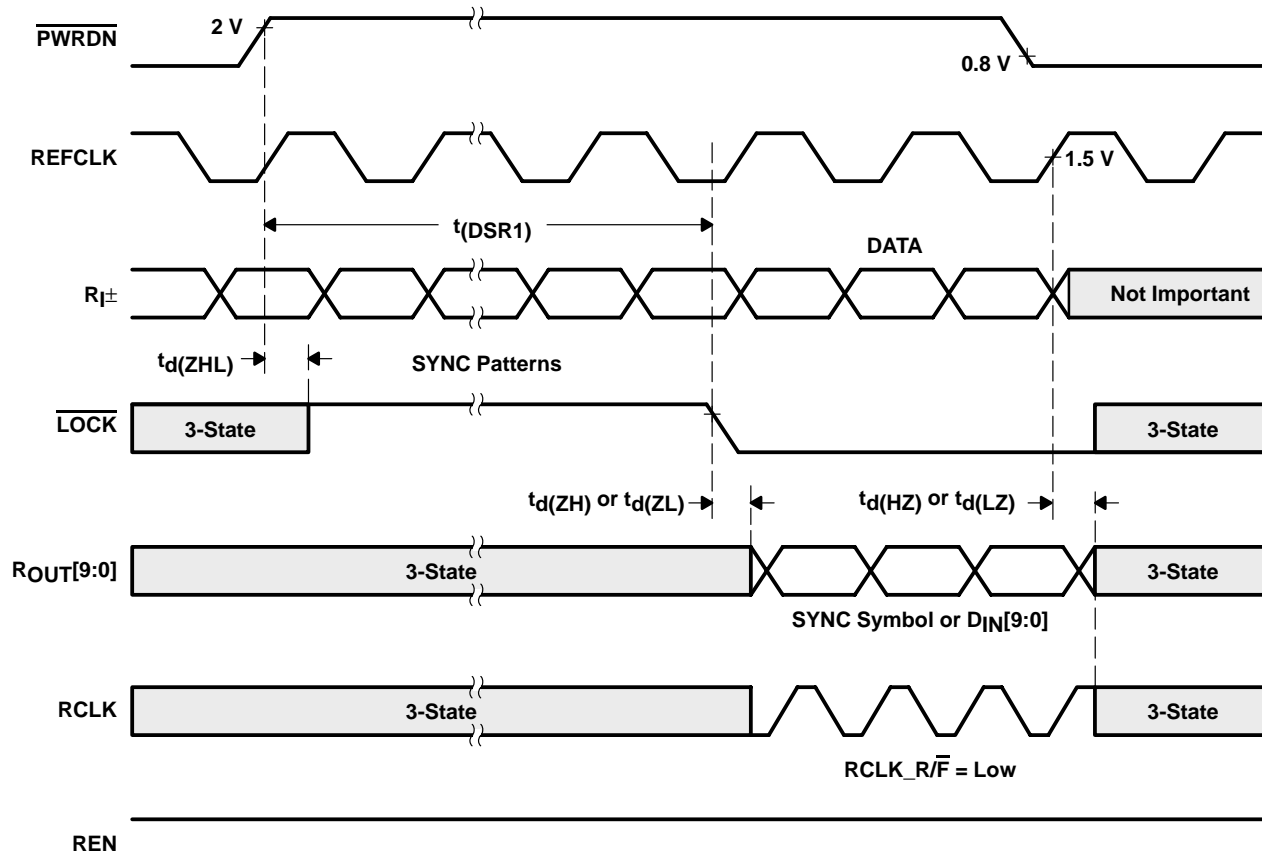 PWRDN
2 V
0.8 V
REFCLK
1.5 V
t(DSR1)
DATA
RI±
Not Important
td(ZHL)
SYNC Patterns
LOCK
3-State
3-State
td(ZH) or td(ZL)
td(HZ) or td(LZ)
ROUT[9:0]
3-State
3-State
SYNC Symbol or DIN[9:0]
RCLK
3-State
3-State
RCLK_R/F̅ = Low
REN